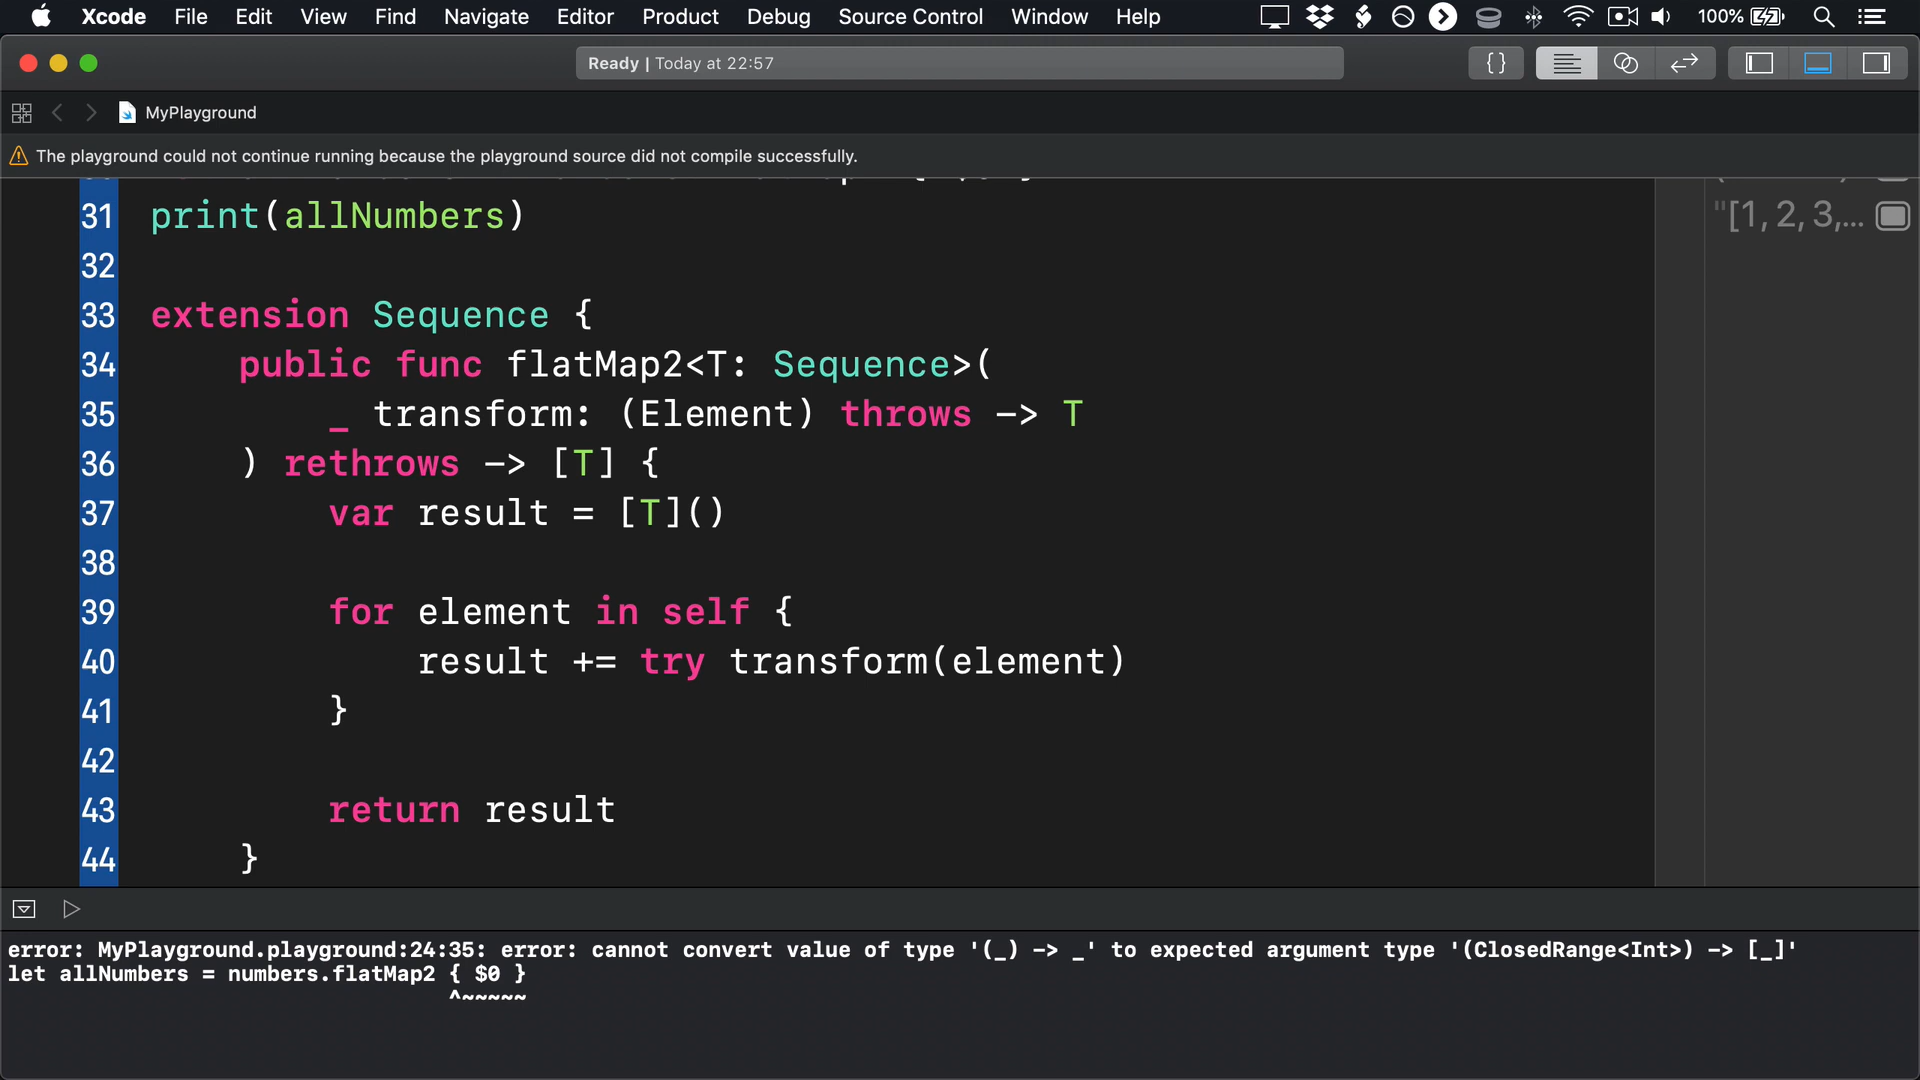 Xcode File Edit View Find Navigate Editor Product Debug Source Control Window Help 100%
Ready | Today at 22:57
MyPlayground
The playground could not continue running because the playground source did not compile successfully.
31 print(allNumbers) "[1, 2, 3,...
32
33 extension Sequence {
34 public func flatMap2<T: Sequence>(
35 _ transform: (Element) throws -> T
36 ) rethrows -> [T] {
37 var result = [T]()
38
39 for element in self {
40 result += try transform(element)
41 }
42
43 return result
44 }
error: MyPlayground.playground:24:35: error: cannot convert value of type '(_) -> _' to expected argument type '(ClosedRange<Int>) -> [_]'
let allNumbers = numbers.flatMap2 { $0 }
^~~~~~